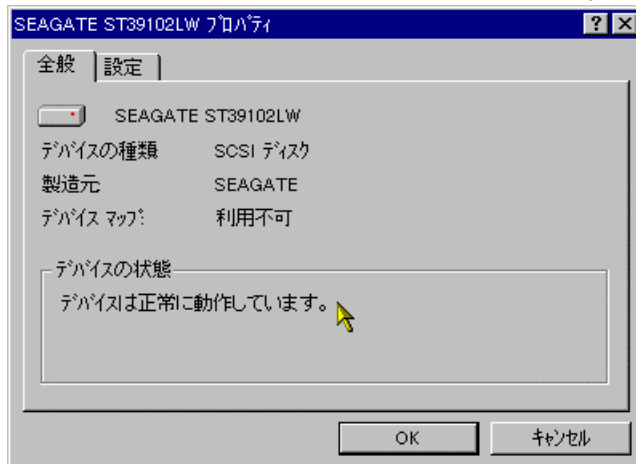 SEAGATE ST39102LW ﾌﾟﾛﾊﾟﾃｨ
全般
設定
SEAGATE ST39102LW
ﾃﾞﾊﾞｲｽの種類 SCSI ﾃﾞｨｽｸ
製造元 SEAGATE
ﾃﾞﾊﾞｲｽ ﾏｯﾌﾟ: 利用不可
ﾃﾞﾊﾞｲｽの状態
ﾃﾞﾊﾞｲｽは正常に動作しています。
OK
ｷｬﾝｾﾙ